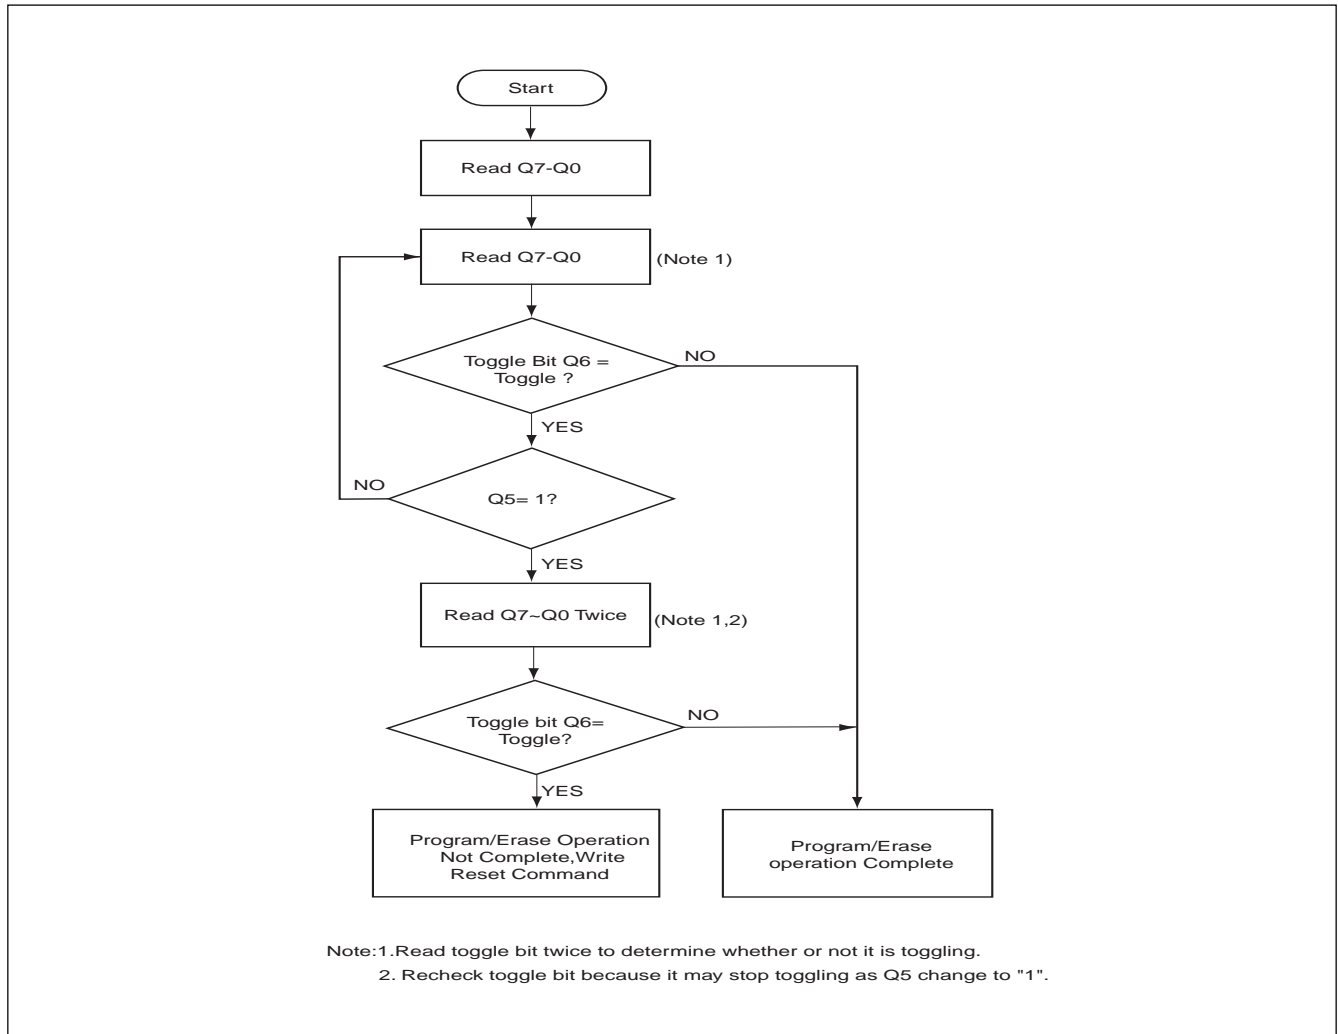 Start
Read Q7-Q0
Read Q7-Q0
(Note 1)
Toggle Bit Q6 =
Toggle ?
NO
YES
NO
Q5= 1?
YES
Read Q7~Q0 Twice
(Note 1,2)
Toggle bit Q6=
Toggle?
NO
YES
Program/Erase Operation
Not Complete,Write
Reset Command
Program/Erase
operation Complete
Note:1.Read toggle bit twice to determine whether or not it is toggling.
2. Recheck toggle bit because it may stop toggling as Q5 change to "1".